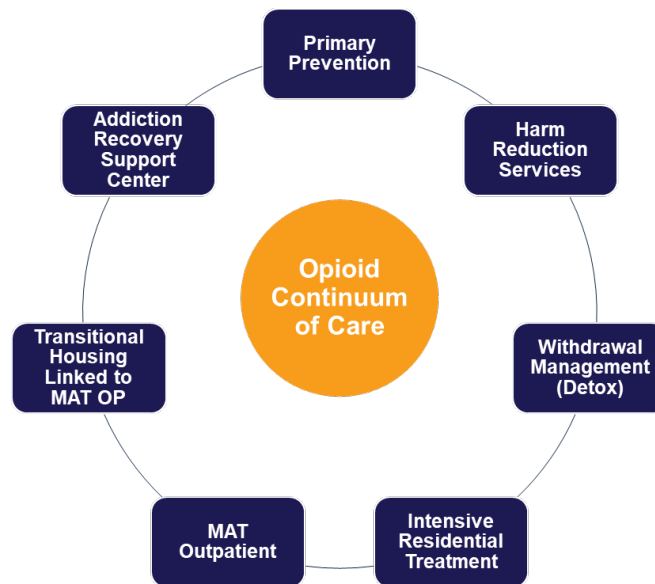 Primary
Prevention
Harm
Reduction
Services
Withdrawal
Management
(Detox)
Intensive
Residential
Treatment
MAT
Outpatient
Transitional
Housing
Linked to
MAT OP
Addiction
Recovery
Support
Center
Opioid
Continuum
of Care